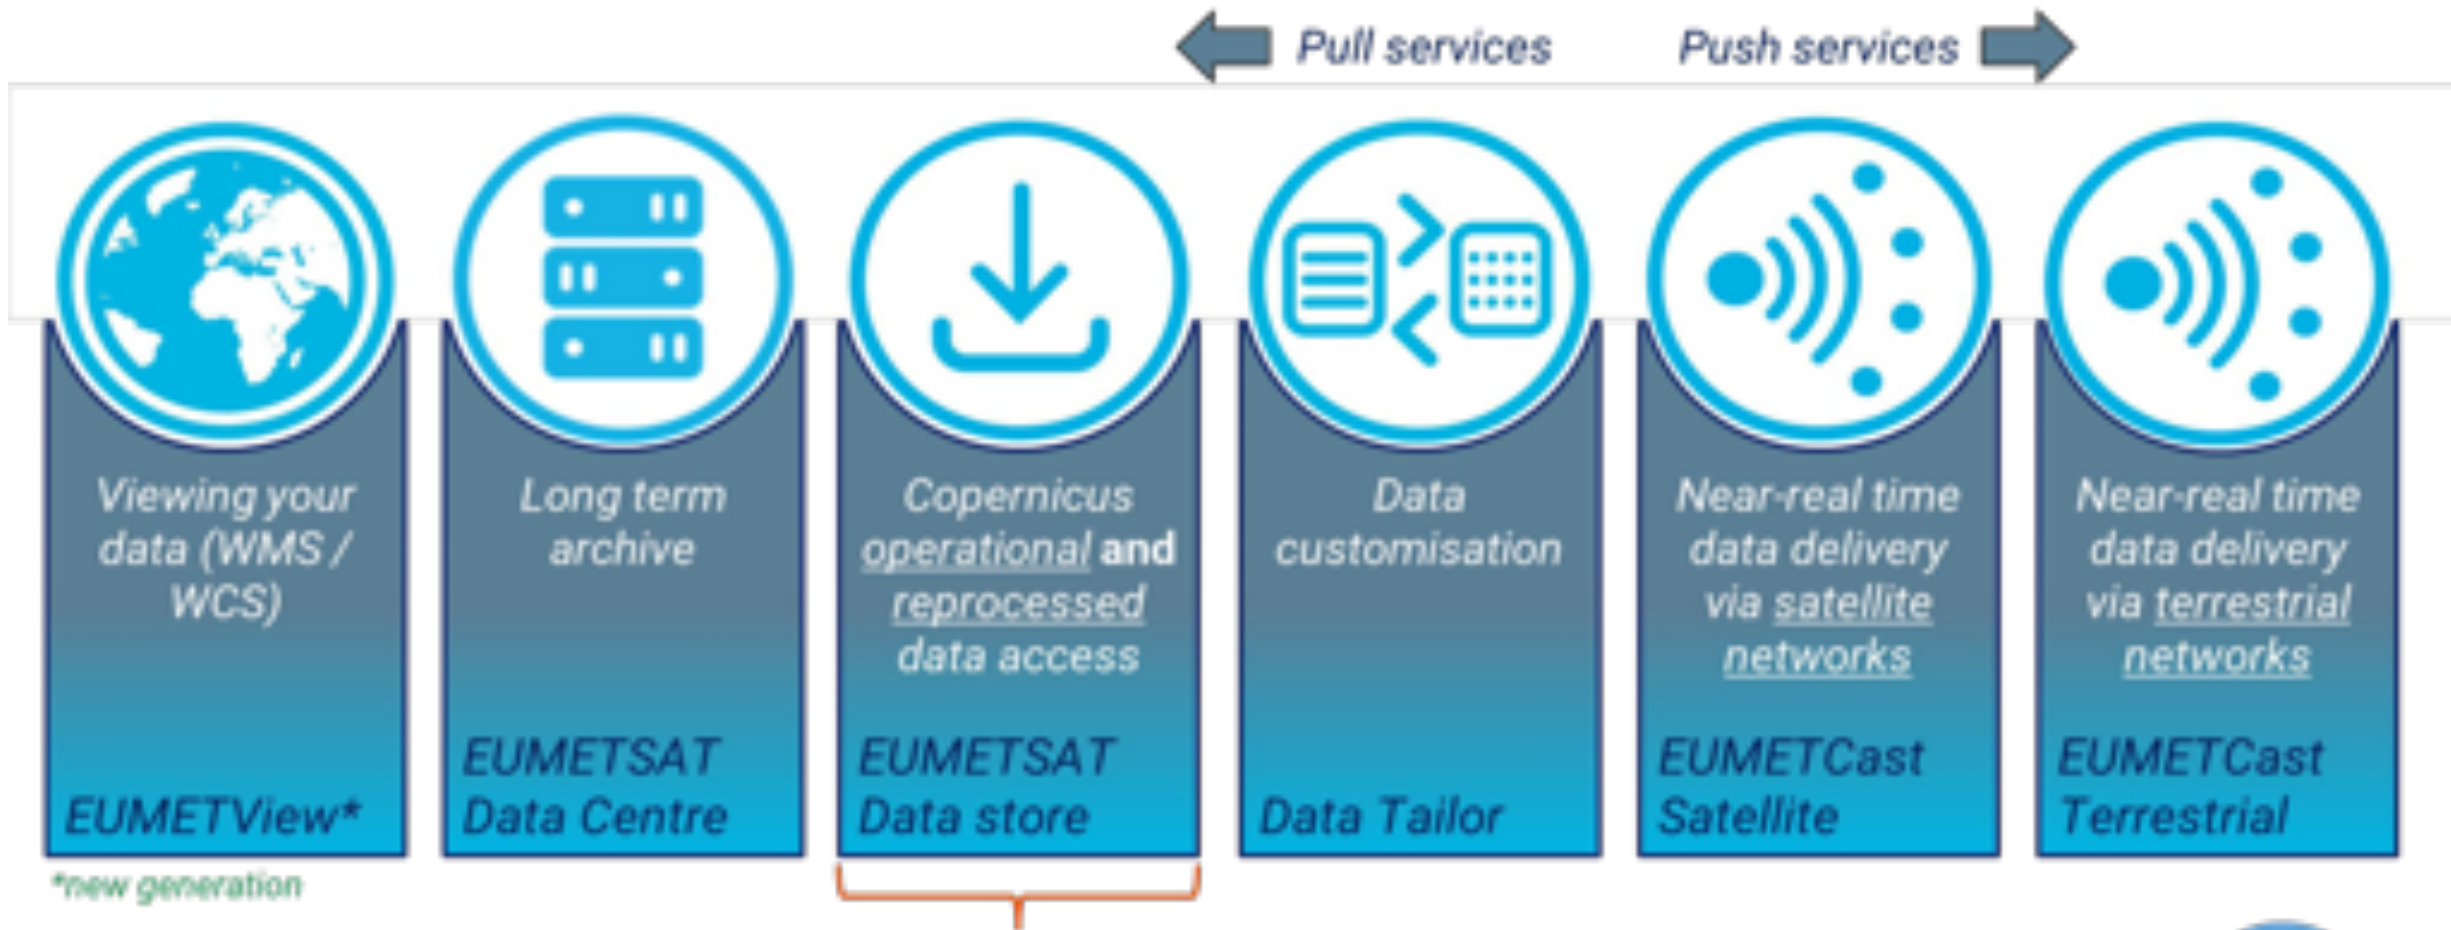 Pull services
Push services
Viewing your
data (WMS /
WCS)
EUMETView*
*new generation
Long term
archive
EUMETSAT
Data Centre
Copernicus
operational and
reprocessed
data access
EUMETSAT
Data store
Data
customisation
Data Tailor
Near-real time
data delivery
via satellite
networks
EUMETCast
Satellite
Near-real time
data delivery
via terrestrial
networks
EUMETCast
Terrestrial